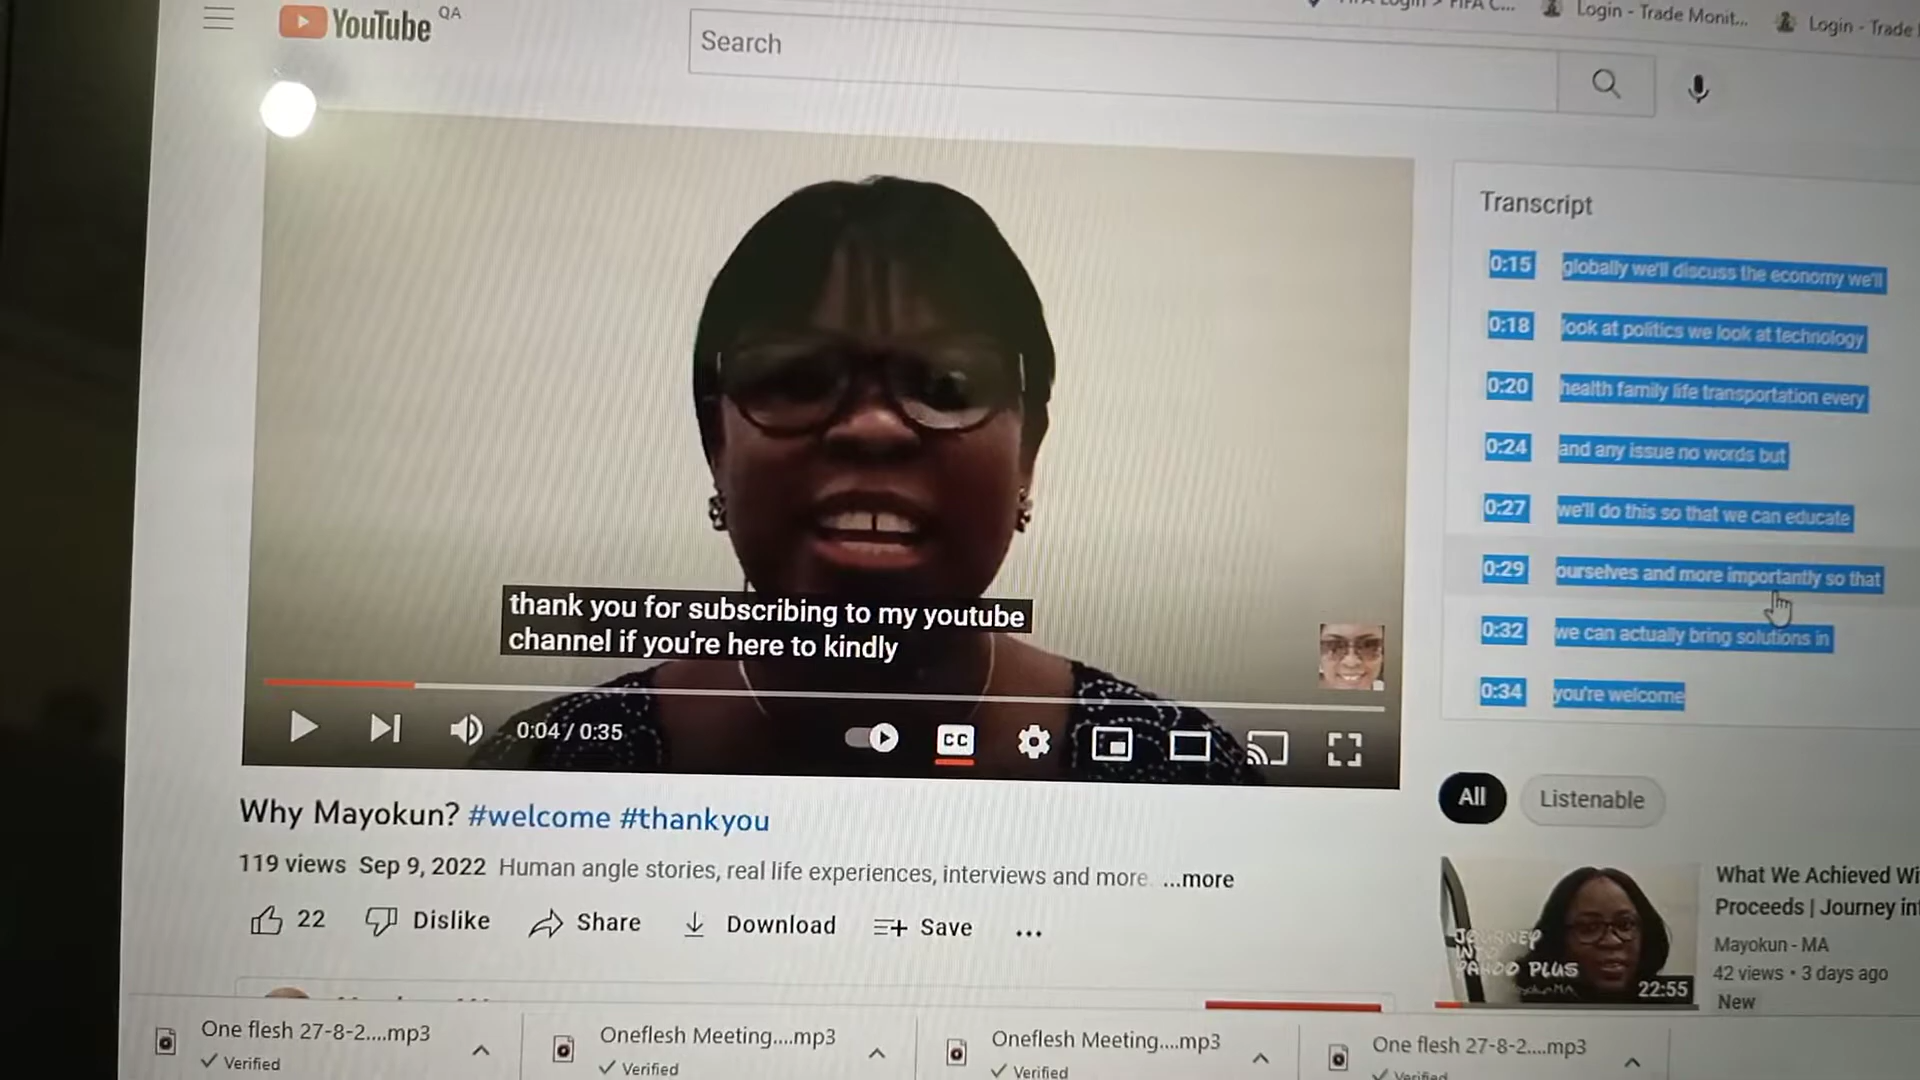 YouTube QA
Search
FIFA C...
Login - Trade Monit...
Login - Trade
thank you for subscribing to my youtube
channel if you're here to kindly
0:04 / 0:35
CC
Why Mayokun? #welcome #thankyou
119 views Sep 9, 2022 Human angle stories, real life experiences, interviews and more. ...more
22 Dislike Share Download Save ...
Transcript
0:15 globally we'll discuss the economy we'll
0:18 look at politics we look at technology
0:20 health family life transportation every
0:24 and any issue no words but
0:27 we'll do this so that we can educate
0:29 ourselves and more importantly so that
0:32 we can actually bring solutions in
0:34 you're welcome
All Listenable
JOURNEY
INTO
YAHOO PLUS
22:55
What We Achieved Wi
Proceeds | Journey in
Mayokun - MA
42 views • 3 days ago
New
One flesh 27-8-2....mp3
Verified
Oneflesh Meeting....mp3
Verified
Oneflesh Meeting....mp3
Verified
One flesh 27-8-2....mp3
Verified